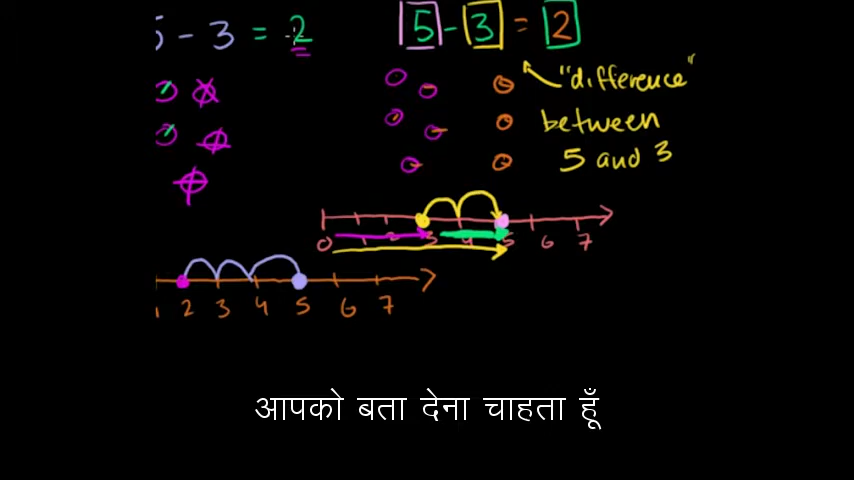 5 - 3 = 2
5 - 3 = 2
"difference"
between
5 and 3
0 1 2 3 4 5 6 7
1 2 3 4 5 6 7
आपको बता देना चाहता हूँ